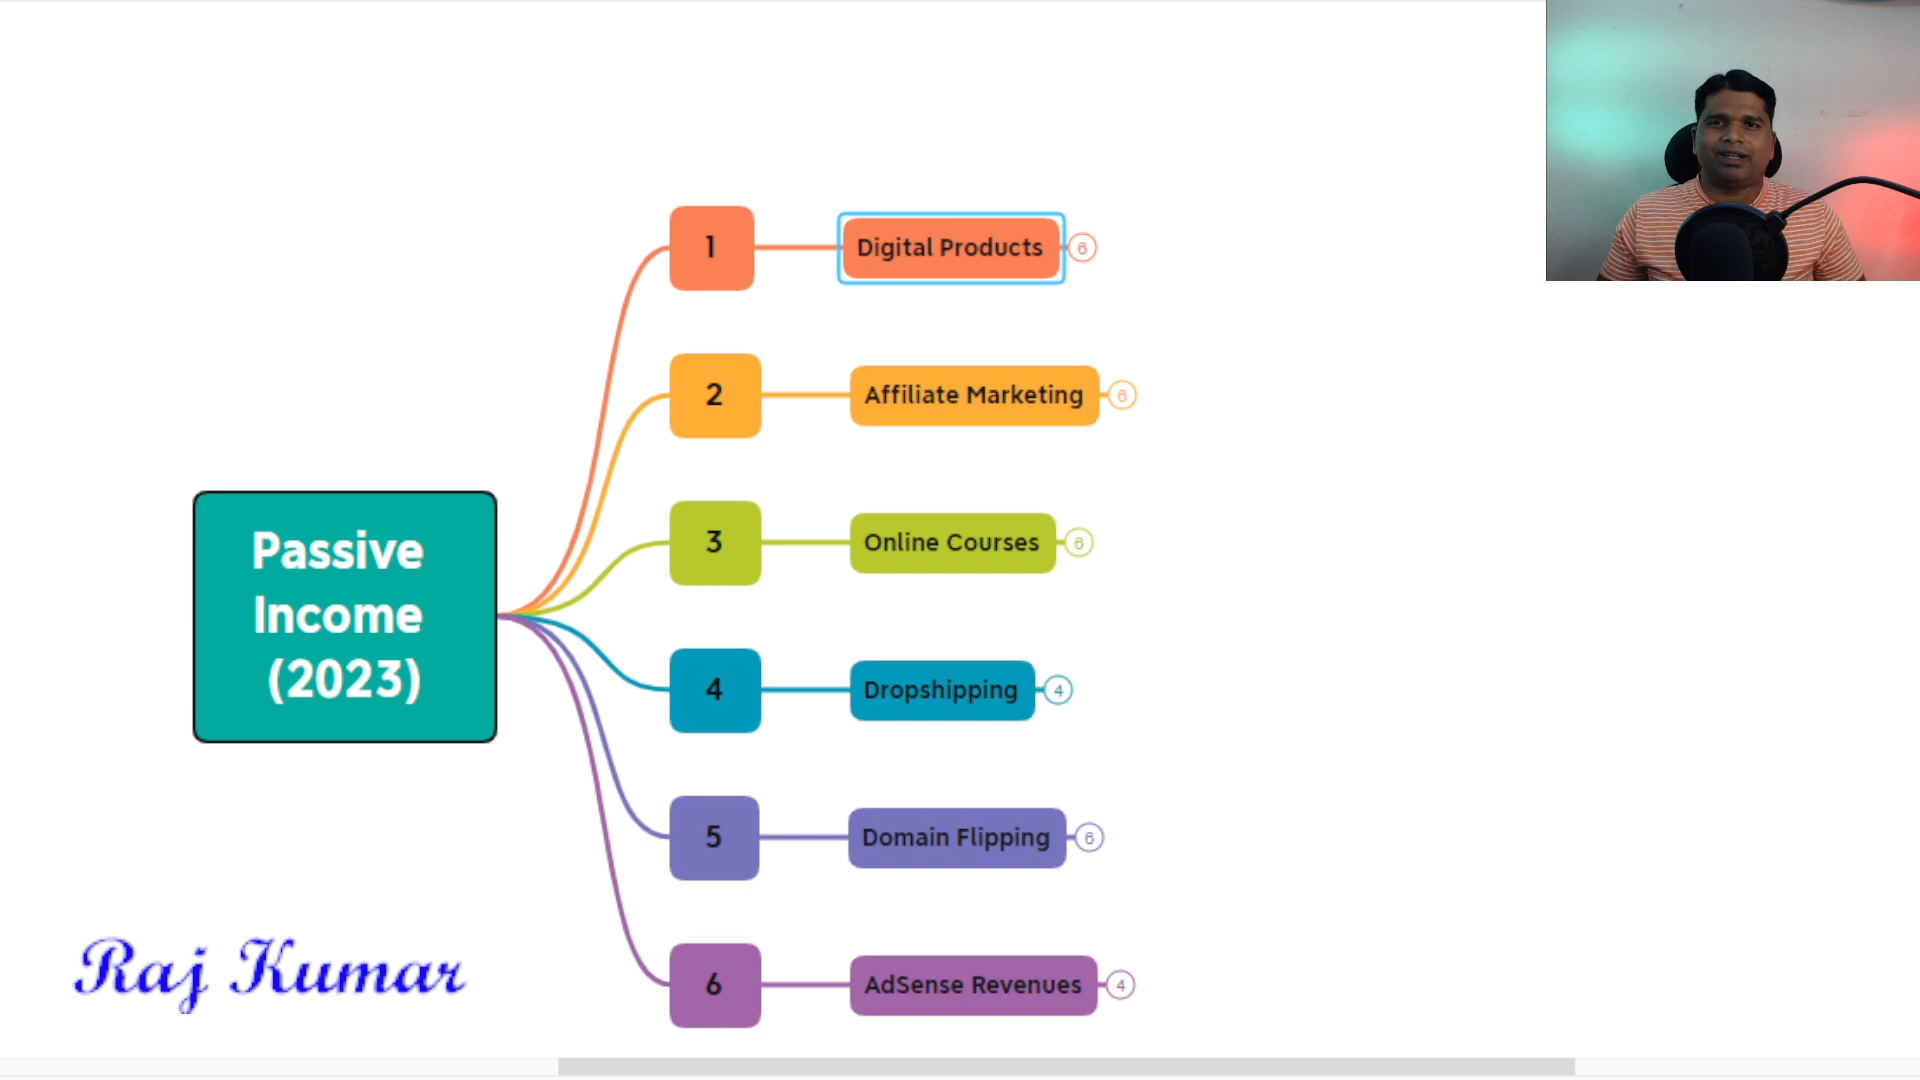 1 Digital Products 6
2 Affiliate Marketing 6
3 Online Courses 6
Passive
Income
(2023)
4 Dropshipping 4
5 Domain Flipping 6
6 AdSense Revenues 4
Raj Kumar